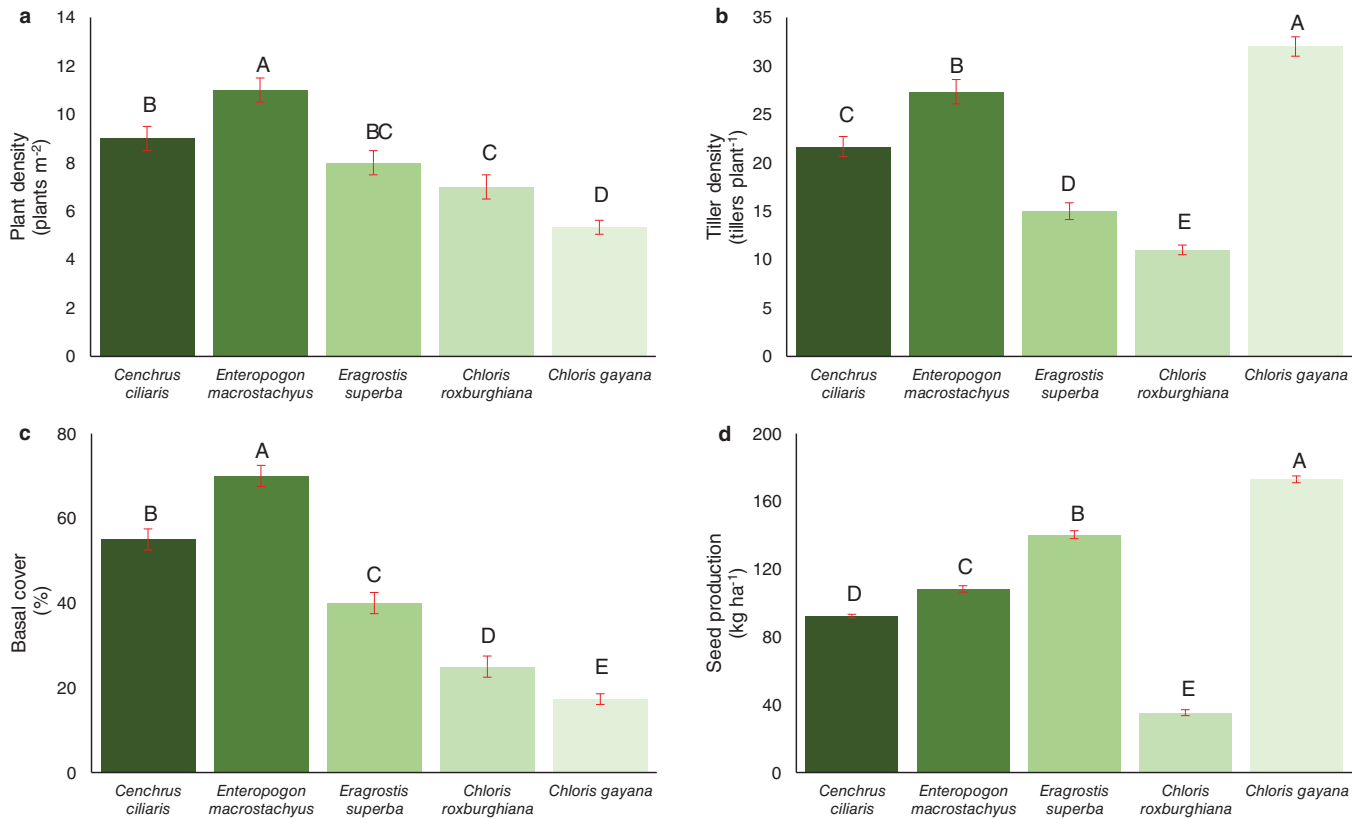 a
Plant density
(plants m⁻²)
14
12
10
8
6
4
2
0
B
A
BC
C
D
Cenchrus
ciliaris
Enteropogon
macrostachyus
Eragrostis
superba
Chloris
roxburghiana
Chloris gayana
b
Tiller density
(tillers plant⁻¹)
35
30
25
20
15
10
5
0
C
B
D
E
A
Cenchrus
ciliaris
Enteropogon
macrostachyus
Eragrostis
superba
Chloris
roxburghiana
Chloris gayana
c
Basal cover
(%)
80
60
40
20
0
B
A
C
D
E
Cenchrus
ciliaris
Enteropogon
macrostachyus
Eragrostis
superba
Chloris
roxburghiana
Chloris gayana
d
Seed production
(kg ha⁻¹)
200
160
120
80
40
0
D
C
B
E
A
Cenchrus
ciliaris
Enteropogon
macrostachyus
Eragrostis
superba
Chloris
roxburghiana
Chloris gayana